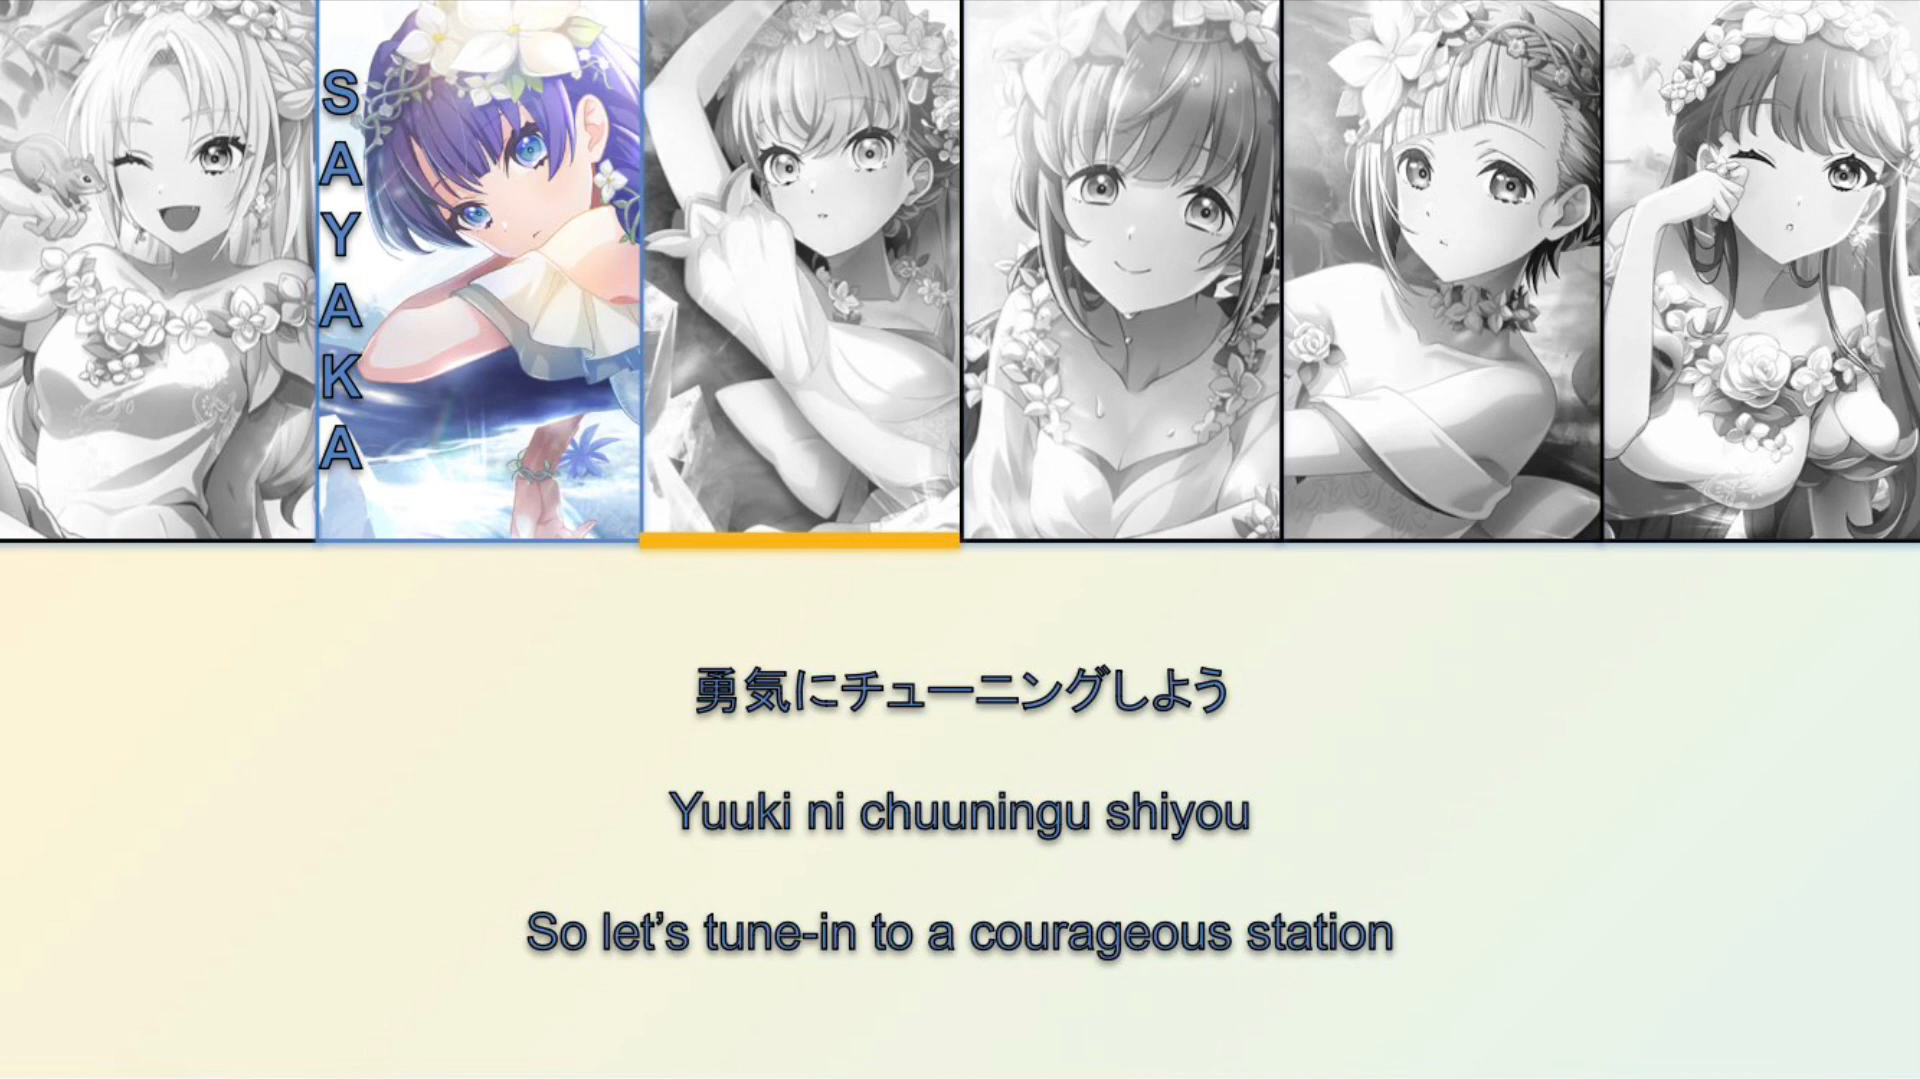 SAYAKA
勇気にチューニングしよう
Yuuki ni chuuningu shiyou
So let's tune-in to a courageous station